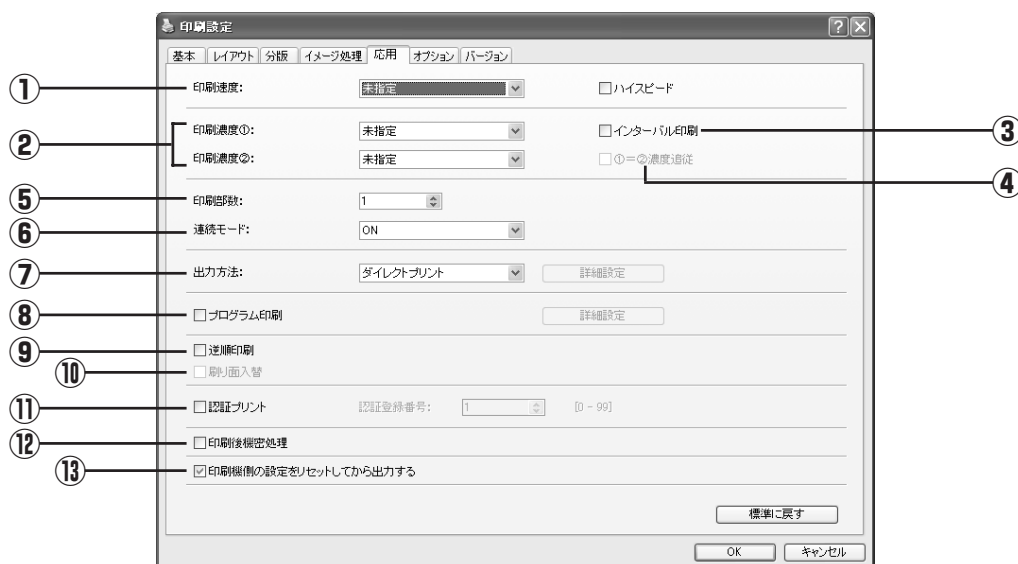 印刷設定
基本 レイアウト 分版 イメージ処理 応用 オプション バージョン
① 印刷速度: 未指定 ハイスピード
② 印刷濃度①: 未指定 インターバル印刷 ③
印刷濃度②: 未指定 ①=②濃度追従 ④
⑤ 印刷部数: 1
⑥ 連続モード: ON
⑦ 出力方法: ダイレクトプリント 詳細設定
⑧ プログラム印刷 詳細設定
⑨ 逆順印刷
⑩ 刷り面入替
⑪ 認証プリント 認証登録番号: 1 [0 - 99]
⑫ 印刷後機密処理
⑬ 印刷機側の設定をリセットしてから出力する
標準に戻す
OK キャンセル